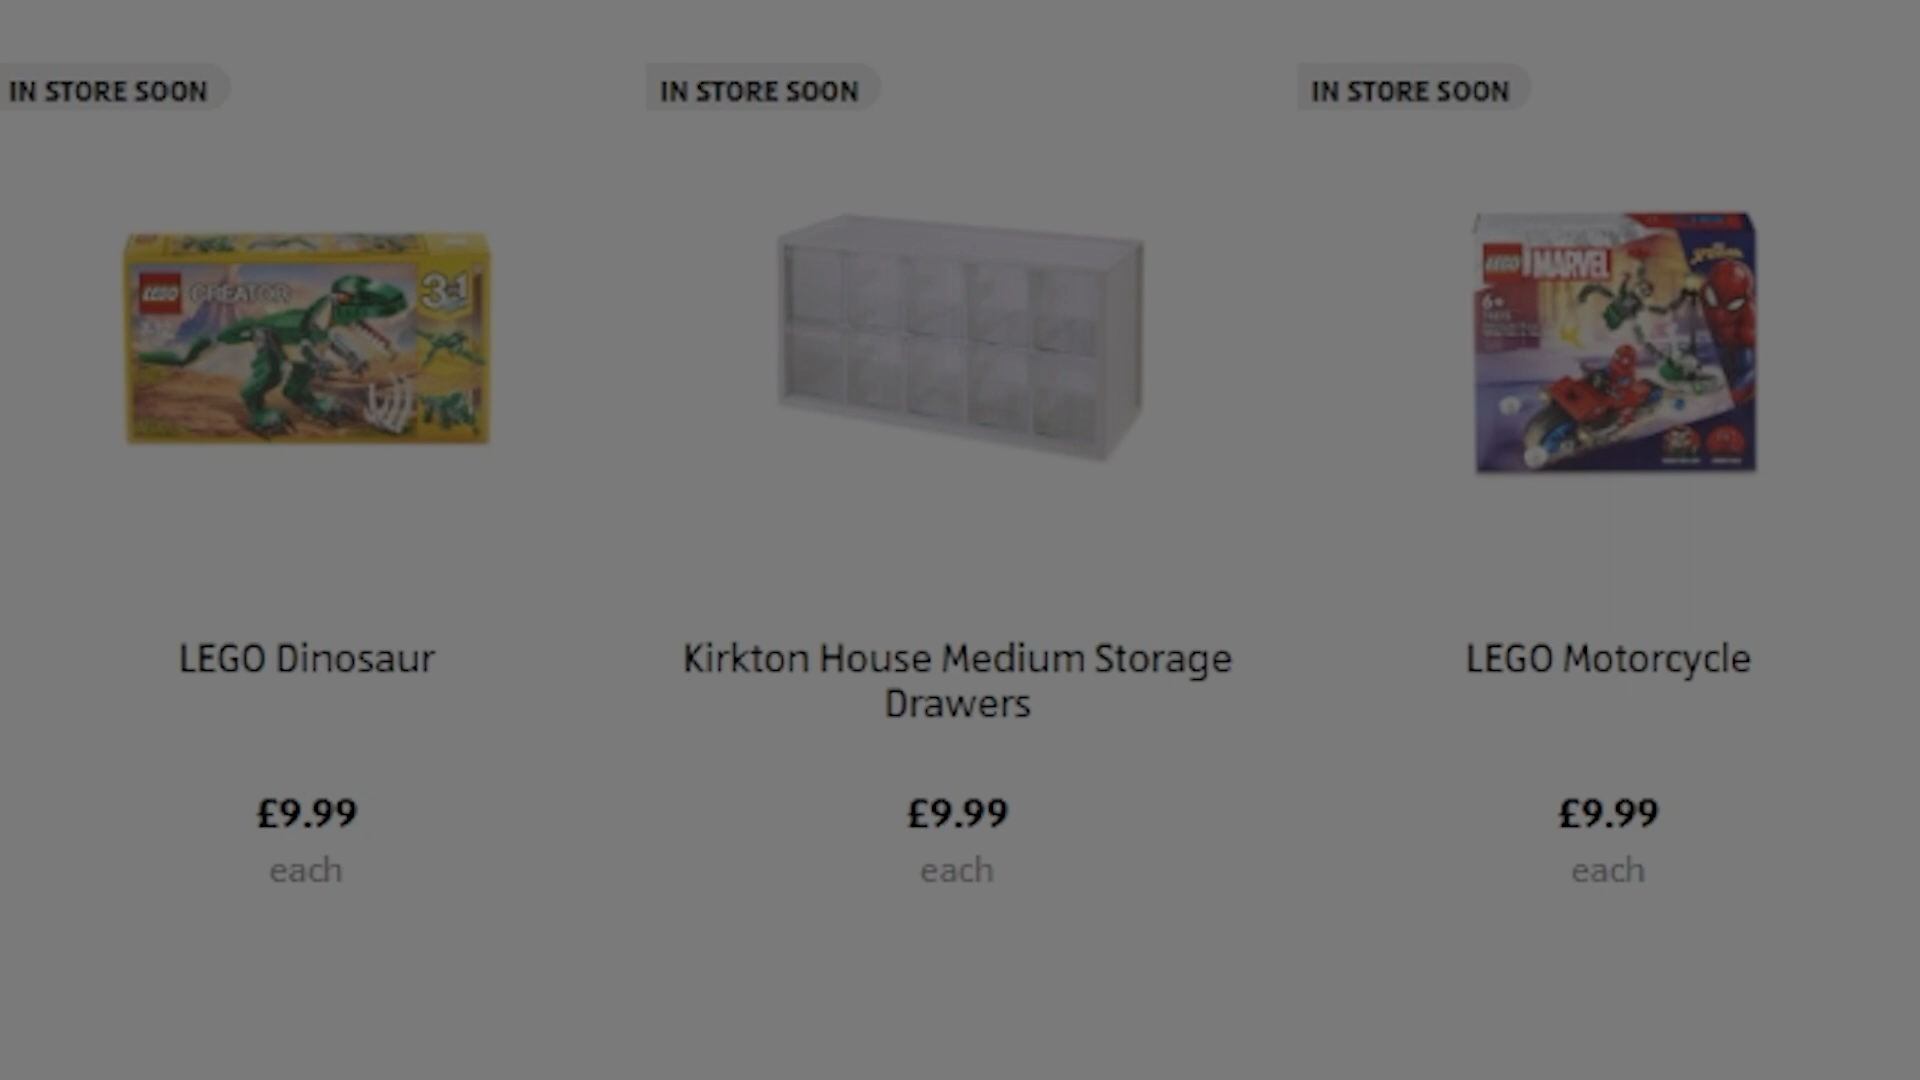 IN STORE SOON
IN STORE SOON
IN STORE SOON
LEGO CREATOR
3in1
LEGO MARVEL
6+
LEGO Dinosaur
Kirkton House Medium Storage
Drawers
LEGO Motorcycle
£9.99
£9.99
£9.99
each
each
each